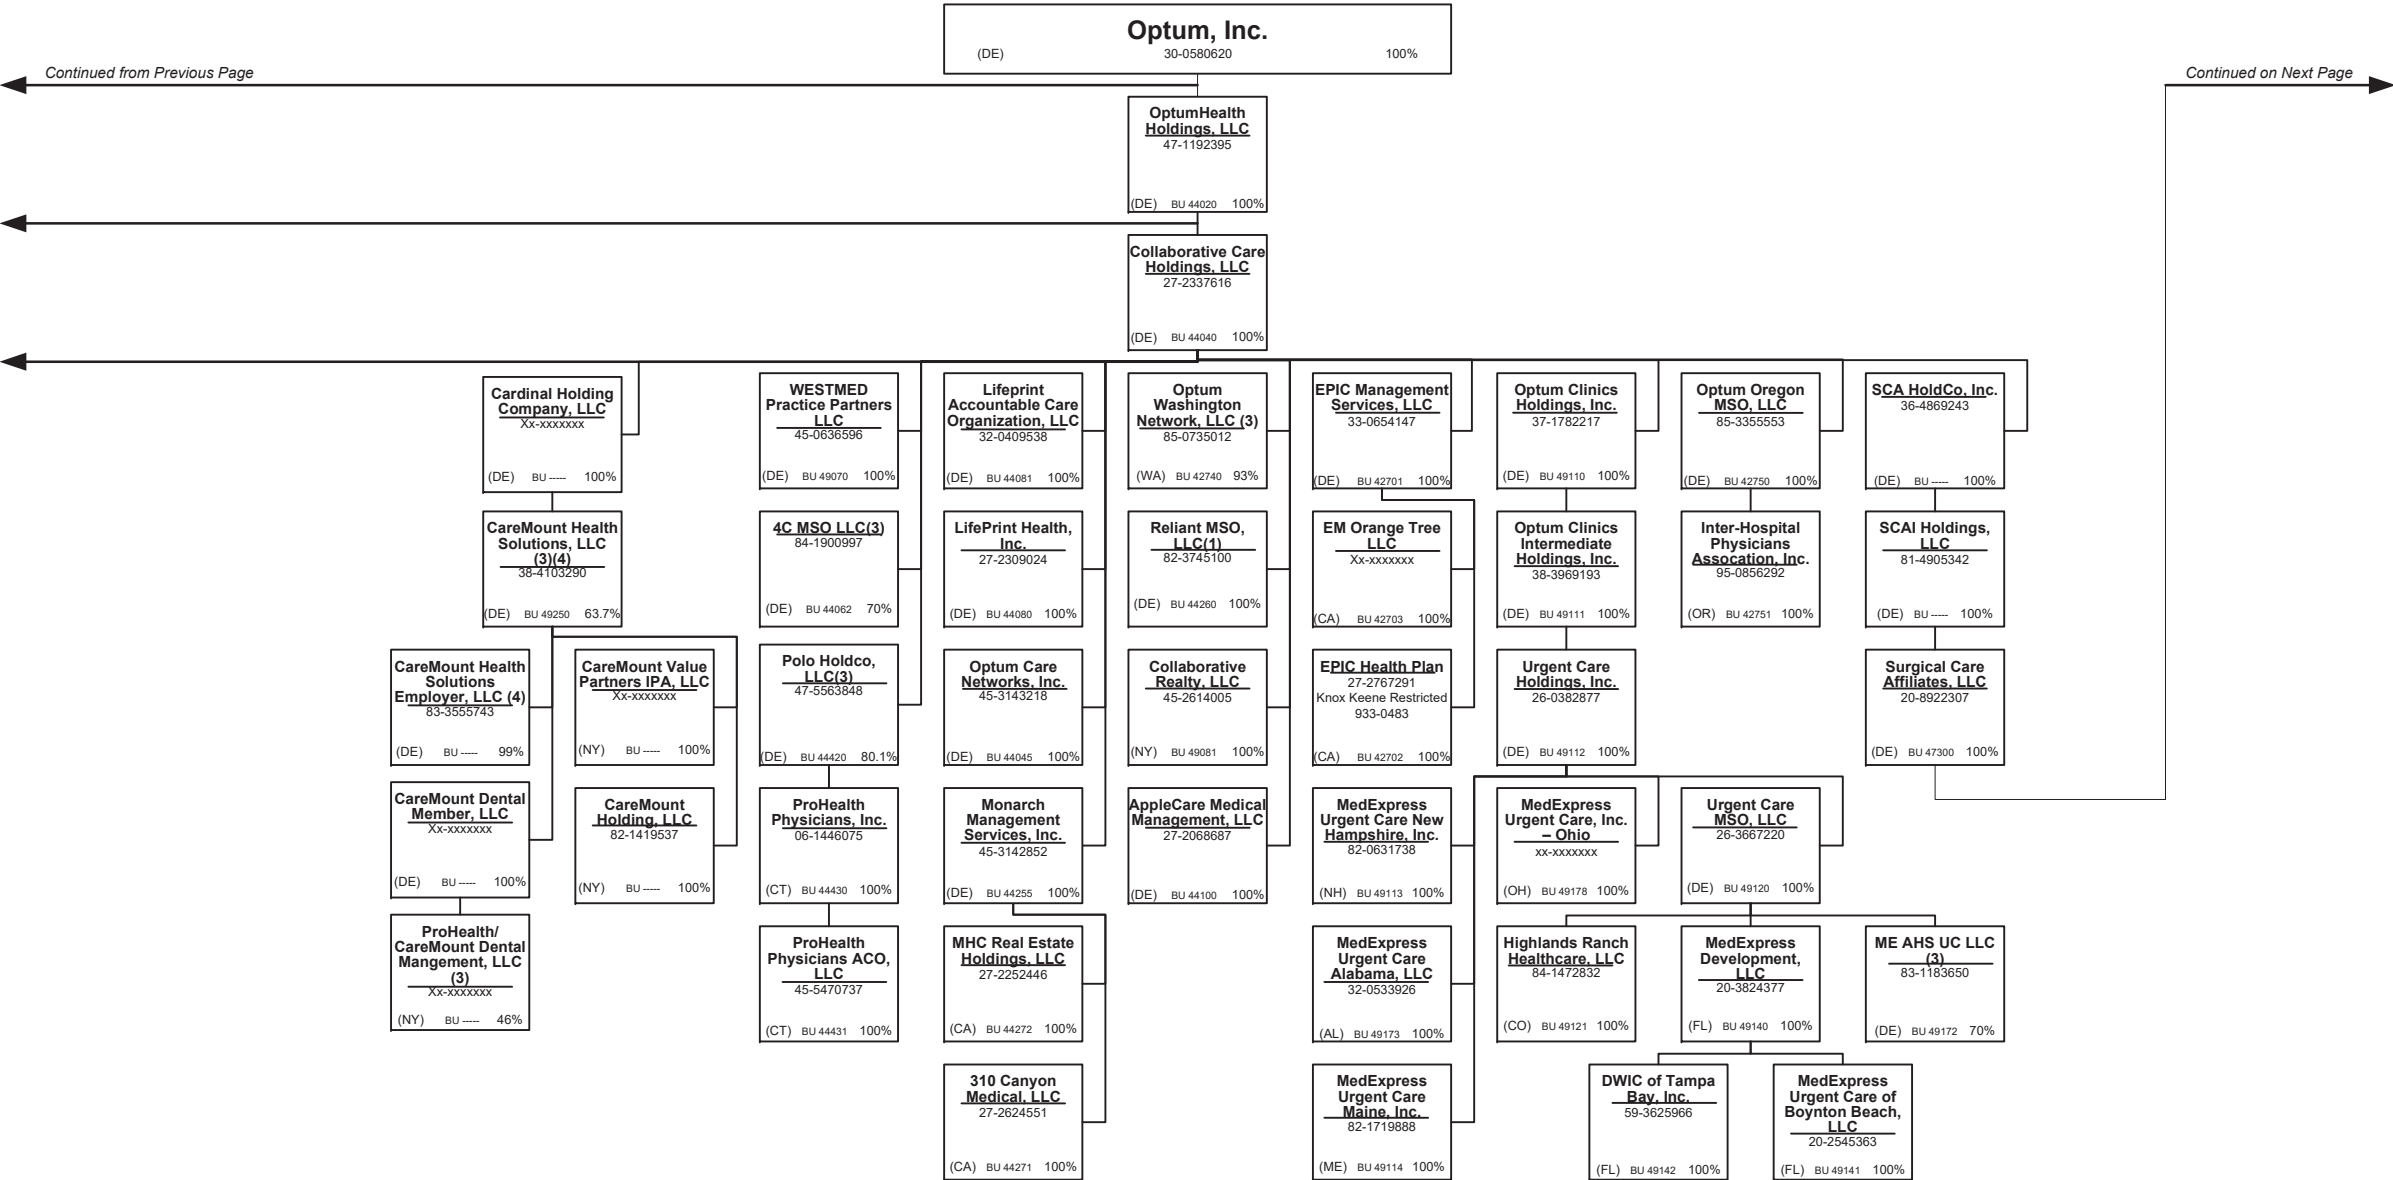 Optum, Inc.
(DE) 30-0580620 100%
Continued from Previous Page
Continued on Next Page
OptumHealth
Holdings, LLC
47-1192395
(DE) BU 44020 100%
Collaborative Care
Holdings, LLC
27-2337616
(DE) BU 44040 100%
Cardinal Holding
Company, LLC
Xx-xxxxxxx
(DE) BU ----- 100%
WESTMED
Practice Partners
LLC
45-0636596
(DE) BU 49070 100%
Lifeprint
Accountable Care
Organization, LLC
32-0409538
(DE) BU 44081 100%
Optum
Washington
Network, LLC (3)
85-0735012
(WA) BU 42740 93%
EPIC Management
Services, LLC
33-0654147
(DE) BU 42701 100%
Optum Clinics
Holdings, Inc.
37-1782217
(DE) BU 49110 100%
Optum Oregon
MSO, LLC
85-3355553
(DE) BU 42750 100%
SCA HoldCo, Inc.
36-4869243
(DE) BU ----- 100%
CareMount Health
Solutions, LLC
(3)(4)
38-4103290
(DE) BU 49250 63.7%
4C MSO LLC(3)
84-1900997
(DE) BU 44062 70%
LifePrint Health,
Inc.
27-2309024
(DE) BU 44080 100%
Reliant MSO,
LLC(1)
82-3745100
(DE) BU 44260 100%
EM Orange Tree
LLC
Xx-xxxxxxx
(CA) BU 42703 100%
Optum Clinics
Intermediate
Holdings, Inc.
38-3969193
(DE) BU 49111 100%
Inter-Hospital
Physicians
Assocation, Inc.
95-0856292
(OR) BU 42751 100%
SCAI Holdings,
LLC
81-4905342
(DE) BU ----- 100%
CareMount Health
Solutions
Employer, LLC (4)
83-3555743
(DE) BU ----- 99%
CareMount Value
Partners IPA, LLC
Xx-xxxxxxx
(NY) BU ----- 100%
Polo Holdco,
LLC(3)
47-5563848
(DE) BU 44420 80.1%
Optum Care
Networks, Inc.
45-3143218
(DE) BU 44045 100%
Collaborative
Realty, LLC
45-2614005
(NY) BU 49081 100%
EPIC Health Plan
27-2767291
Knox Keene Restricted
933-0483
(CA) BU 42702 100%
Urgent Care
Holdings, Inc.
26-0382877
(DE) BU 49112 100%
Surgical Care
Affiliates, LLC
20-8922307
(DE) BU 47300 100%
CareMount Dental
Member, LLC
Xx-xxxxxxx
(DE) BU ----- 100%
CareMount
Holding, LLC
82-1419537
(NY) BU ----- 100%
ProHealth
Physicians, Inc.
06-1446075
(CT) BU 44430 100%
Monarch
Management
Services, Inc.
45-3142852
(DE) BU 44255 100%
AppleCare Medical
Management, LLC
27-2068687
(DE) BU 44100 100%
MedExpress
Urgent Care New
Hampshire, Inc.
82-0631738
(NH) BU 49113 100%
MedExpress
Urgent Care, Inc.
– Ohio
xx-xxxxxxx
(OH) BU 49178 100%
Urgent Care
MSO, LLC
26-3667220
(DE) BU 49120 100%
ProHealth/
CareMount Dental
Mangement, LLC
(3)
Xx-xxxxxxx
(NY) BU ----- 46%
ProHealth
Physicians ACO,
LLC
45-5470737
(CT) BU 44431 100%
MHC Real Estate
Holdings, LLC
27-2252446
(CA) BU 44272 100%
MedExpress
Urgent Care
Alabama, LLC
32-0533926
(AL) BU 49173 100%
Highlands Ranch
Healthcare, LLC
84-1472832
(CO) BU 49121 100%
MedExpress
Development,
LLC
20-3824377
(FL) BU 49140 100%
ME AHS UC LLC
(3)
83-1183650
(DE) BU 49172 70%
310 Canyon
Medical, LLC
27-2624551
(CA) BU 44271 100%
MedExpress
Urgent Care
Maine, Inc.
82-1719888
(ME) BU 49114 100%
DWIC of Tampa
Bay, Inc.
59-3625966
(FL) BU 49142 100%
MedExpress
Urgent Care of
Boynton Beach,
LLC
20-2545363
(FL) BU 49141 100%